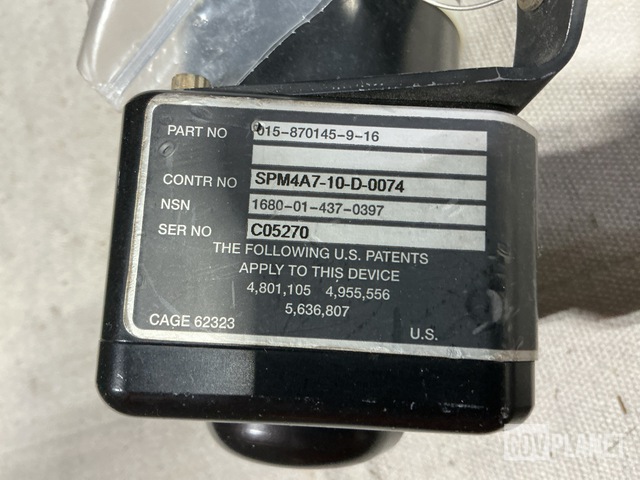 PART NO 015-870145-9-16
CONTR NO SPM4A7-10-D-0074
NSN 1680-01-437-0397
SER NO C05270
THE FOLLOWING U.S. PATENTS
APPLY TO THIS DEVICE
4,801,105 4,955,556
5,636,807
CAGE 62323
U.S.
GOVPLANET